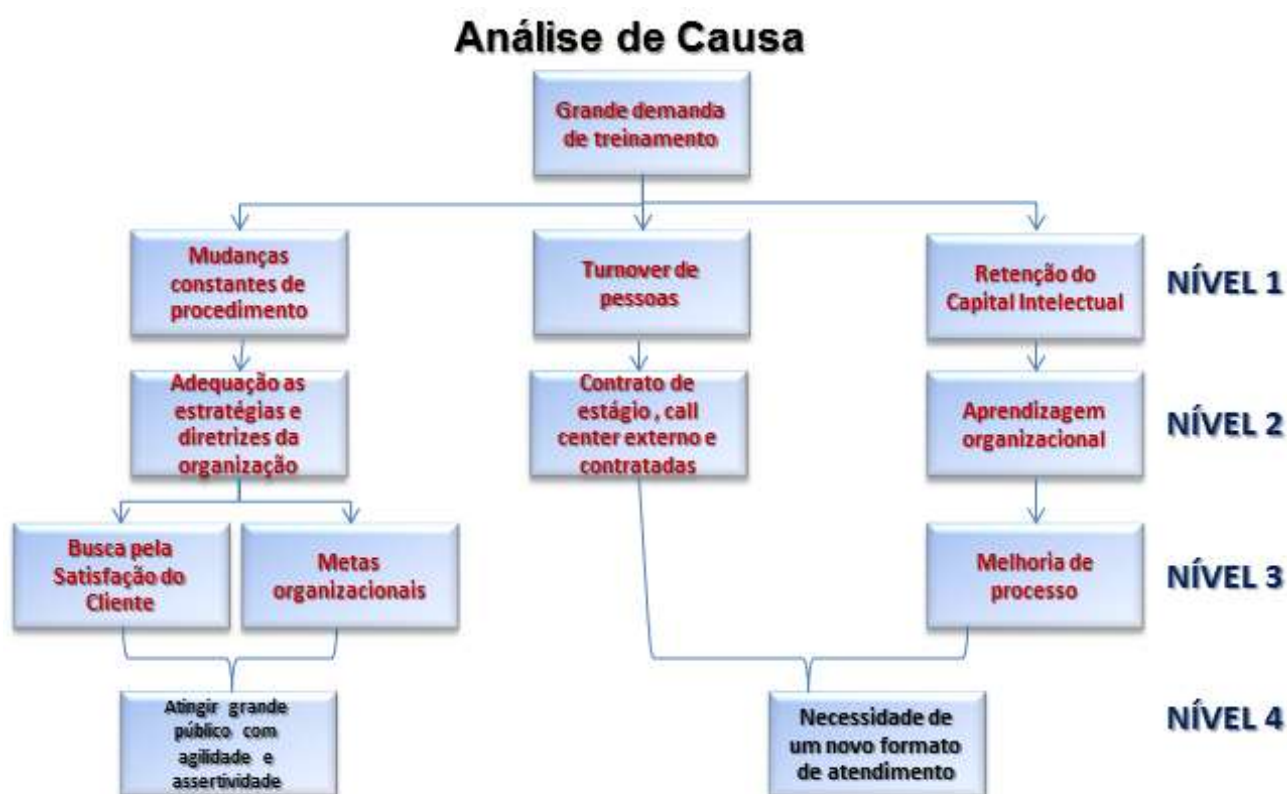 Análise de Causa
Grande demanda
de treinamento
Mudanças
constantes de
procedimento
Turnover de
pessoas
Retenção do
Capital Intelectual
NÍVEL 1
Adequação as
estratégias e
diretrizes da
organização
Contrato de
estágio , call
center externo e
contratadas
Aprendizagem
organizacional
NÍVEL 2
Busca pela
Satisfação do
Cliente
Metas
organizacionais
Melhoria de
processo
NÍVEL 3
Atingir grande
público com
agilidade e
assertividade
Necessidade de
um novo formato
de atendimento
NÍVEL 4